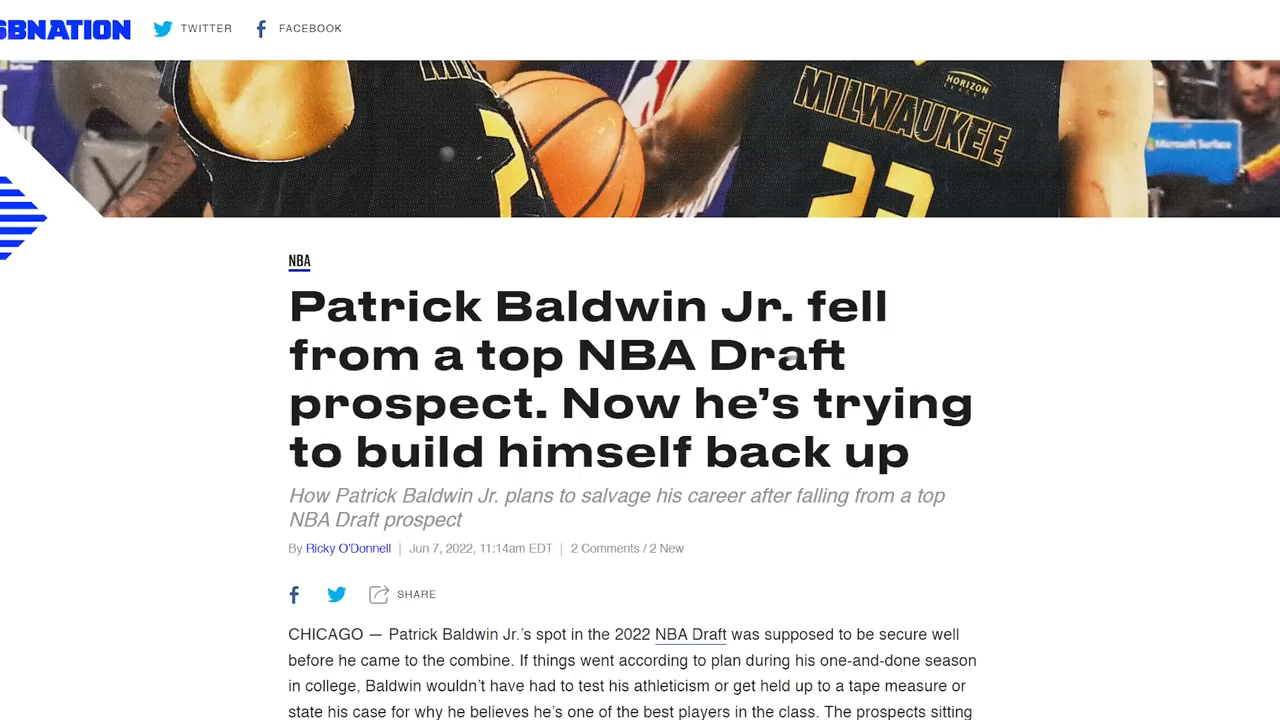 SBNATION TWITTER FACEBOOK
HORIZON
LEAGUE
MILWAUKEE
23
Microsoft Surface
NBA
Patrick Baldwin Jr. fell
from a top NBA Draft
prospect. Now he’s trying
to build himself back up
How Patrick Baldwin Jr. plans to salvage his career after falling from a top
NBA Draft prospect
By Ricky O’Donnell | Jun 7, 2022, 11:14am EDT | 2 Comments / 2 New
SHARE
CHICAGO — Patrick Baldwin Jr.’s spot in the 2022 NBA Draft was supposed to be secure well
before he came to the combine. If things went according to plan during his one-and-done season
in college, Baldwin wouldn’t have had to test his athleticism or get held up to a tape measure or
state his case for why he believes he’s one of the best players in the class. The prospects sitting